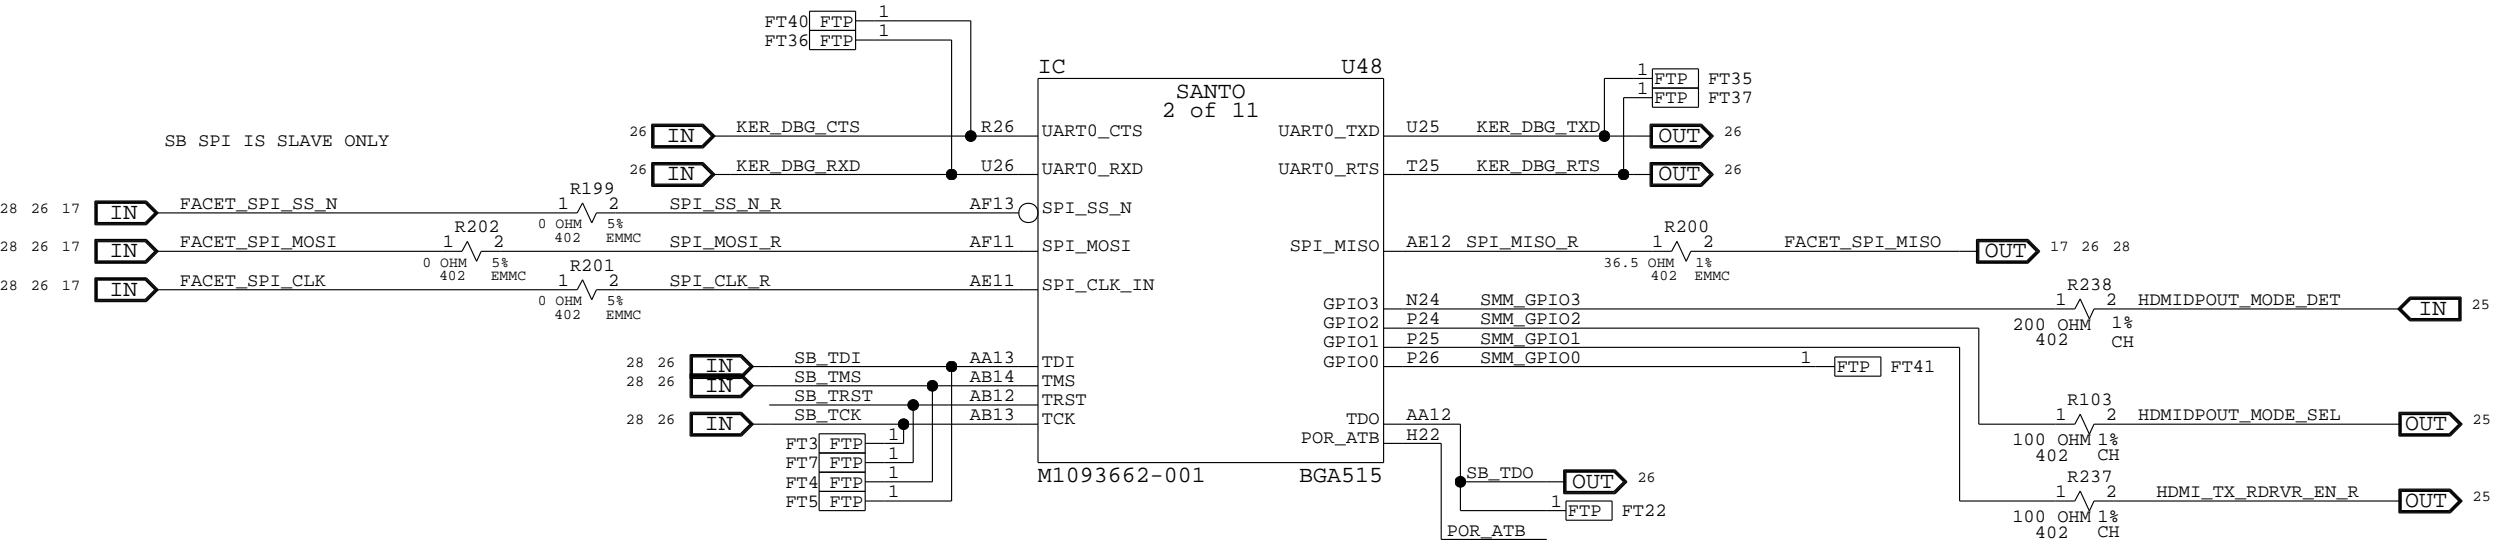 FT40 FTP 1
FT36 FTP 1
IC U48
SANTO
2 of 11
1 FTP FT35
1 FTP FT37
SB SPI IS SLAVE ONLY
26 IN KER_DBG_CTS R26 UART0_CTS UART0_TXD U25 KER_DBG_TXD OUT 26
26 IN KER_DBG_RXD U26 UART0_RXD UART0_RTS T25 KER_DBG_RTS OUT 26
R199
28 26 17 IN FACET_SPI_SS_N 1 2 SPI_SS_N_R AF13 SPI_SS_N
0 OHM 5%
402 EMMC
R202 R200
28 26 17 IN FACET_SPI_MOSI 1 2 SPI_MOSI_R AF11 SPI_MOSI SPI_MISO AE12 SPI_MISO_R 1 2 FACET_SPI_MISO OUT 17 26 28
0 OHM 5% 36.5 OHM 1%
402 EMMC 402 EMMC
R201
28 26 17 IN FACET_SPI_CLK 1 2 SPI_CLK_R AE11 SPI_CLK_IN
0 OHM 5%
402 EMMC
R238
GPIO3 N24 SMM_GPIO3 1 2 HDMIDPOUT_MODE_DET IN 25
200 OHM 1%
402 CH
GPIO2 P24 SMM_GPIO2
GPIO1 P25 SMM_GPIO1
GPIO0 P26 SMM_GPIO0 1 FTP FT41
28 26 IN SB_TDI AA13 TDI
28 26 IN SB_TMS AB14 TMS
SB_TRST AB12 TRST
28 26 IN SB_TCK AB13 TCK
TDO AA12
POR_ATB H22
R103
1 2 HDMIDPOUT_MODE_SEL OUT 25
100 OHM 1%
402 CH
FT3 FTP 1
FT7 FTP 1
FT4 FTP 1
FT5 FTP 1
M1093662-001 BGA515
SB_TDO OUT 26
1 FTP FT22
POR_ATB
R237
1 2 HDMI_TX_RDRVR_EN_R OUT 25
100 OHM 1%
402 CH